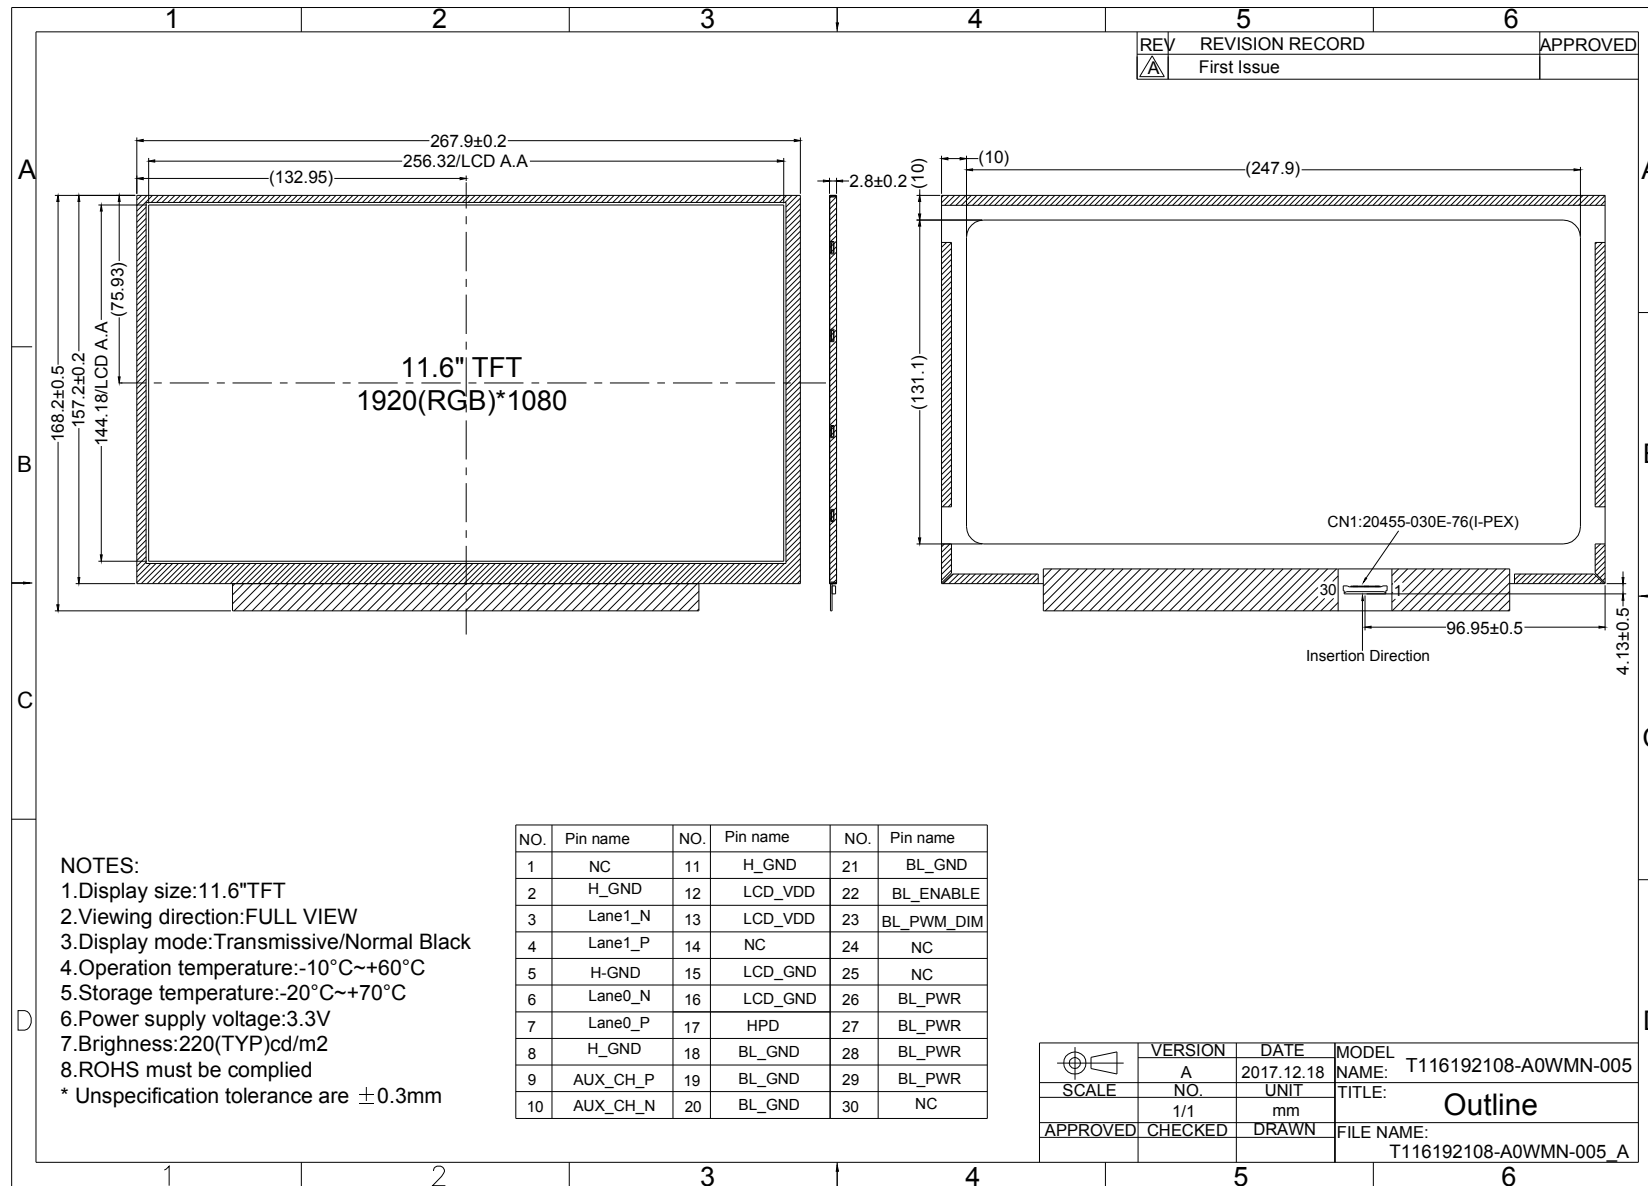 1 2 3 4 5 6
REV REVISION RECORD APPROVED
A First Issue
A
B
C
D
267.9±0.2
256.32/LCD A.A
(132.95)
168.2±0.5
157.2±0.2
144.18/LCD A.A
(75.93)
11.6" TFT
1920(RGB)*1080
2.8±0.2
(10)
(10)
(247.9)
(131.1)
CN1:20455-030E-76(I-PEX)
30 1
96.95±0.5
4.13±0.5
Insertion Direction
NOTES:
1.Display size:11.6"TFT
2.Viewing direction:FULL VIEW
3.Display mode:Transmissive/Normal Black
4.Operation temperature:-10°C~+60°C
5.Storage temperature:-20°C~+70°C
6.Power supply voltage:3.3V
7.Brighness:220(TYP)cd/m2
8.ROHS must be complied
* Unspecification tolerance are ±0.3mm
NO. Pin name NO. Pin name NO. Pin name
1 NC 11 H_GND 21 BL_GND
2 H_GND 12 LCD_VDD 22 BL_ENABLE
3 Lane1_N 13 LCD_VDD 23 BL_PWM_DIM
4 Lane1_P 14 NC 24 NC
5 H-GND 15 LCD_GND 25 NC
6 Lane0_N 16 LCD_GND 26 BL_PWR
7 Lane0_P 17 HPD 27 BL_PWR
8 H_GND 18 BL_GND 28 BL_PWR
9 AUX_CH_P 19 BL_GND 29 BL_PWR
10 AUX_CH_N 20 BL_GND 30 NC
VERSION DATE MODEL NAME: T116192108-A0WMN-005
A 2017.12.18
SCALE NO. UNIT TITLE: Outline
1/1 mm
APPROVED CHECKED DRAWN FILE NAME:
T116192108-A0WMN-005_A
1 2 3 4 5 6